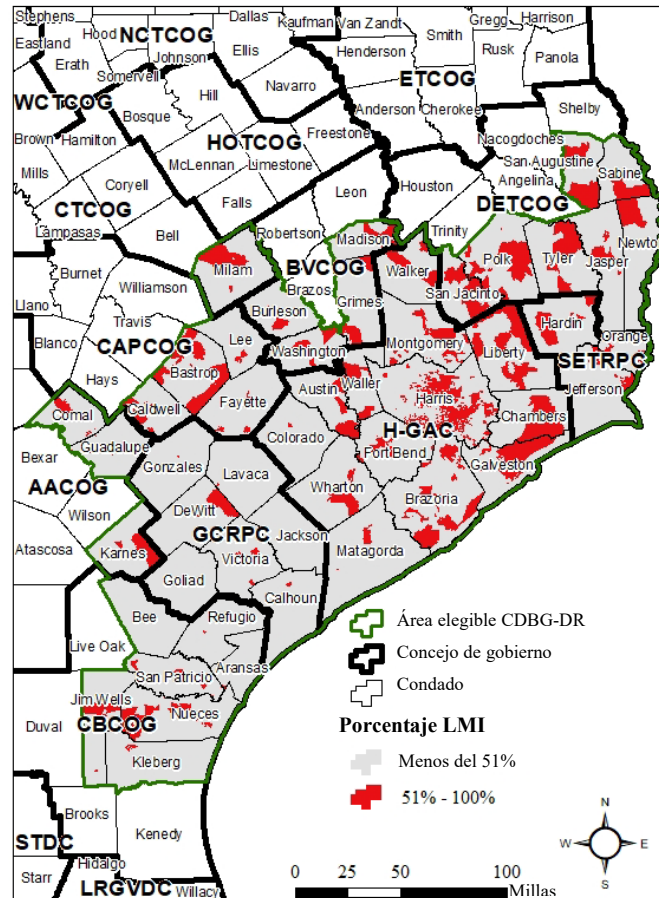 Stephens
Hood
NCTCOG
Dallas
Kaufman
Van Zandt
Smith
Gregg
Harrison
Eastland
Erath
Johnson
Ellis
Henderson
Rusk
Panola
Somervell
Navarro
ETCOG
WCTCOG
Bosque
Hill
Anderson
Cherokee
Shelby
Brown
Hamilton
HOTCOG
Freestone
Nacogdoches
McLennan
Limestone
San Augustine
Sabine
Mills
Coryell
Leon
Houston
Angelina
CTCOG
Falls
DETCOG
Lampasas
Bell
Robertson
Madison
Trinity
Newton
Burnet
Milam
BVCOG
Walker
Polk
Tyler
Jasper
Williamson
Brazos
Grimes
San Jacinto
Llano
Burleson
Travis
Blanco
CAPCOG
Lee
Washington
Montgomery
Liberty
Hardin
Orange
SETRPC
Hays
Bastrop
Austin
Waller
Harris
Jefferson
Comal
Caldwell
Fayette
Chambers
H-GAC
Bexar
Guadalupe
Colorado
Fort Bend
Galveston
Gonzales
Lavaca
AACOG
Wharton
Brazoria
Wilson
DeWitt
GCRPC
Jackson
Atascosa
Karnes
Victoria
Matagorda
Goliad
Calhoun
Bee
Refugio
Live Oak
Aransas
San Patricio
Jim Wells
Nueces
Duval
CBCOG
Kleberg
Brooks
Kenedy
STDC
Hidalgo
Starr
LRGVDC
Willacy
Área elegible CDBG-DR
Concejo de gobierno
Condado
Porcentaje LMI
Menos del 51%
51% - 100%
N
W
E
S
0 25 50 100
Millas